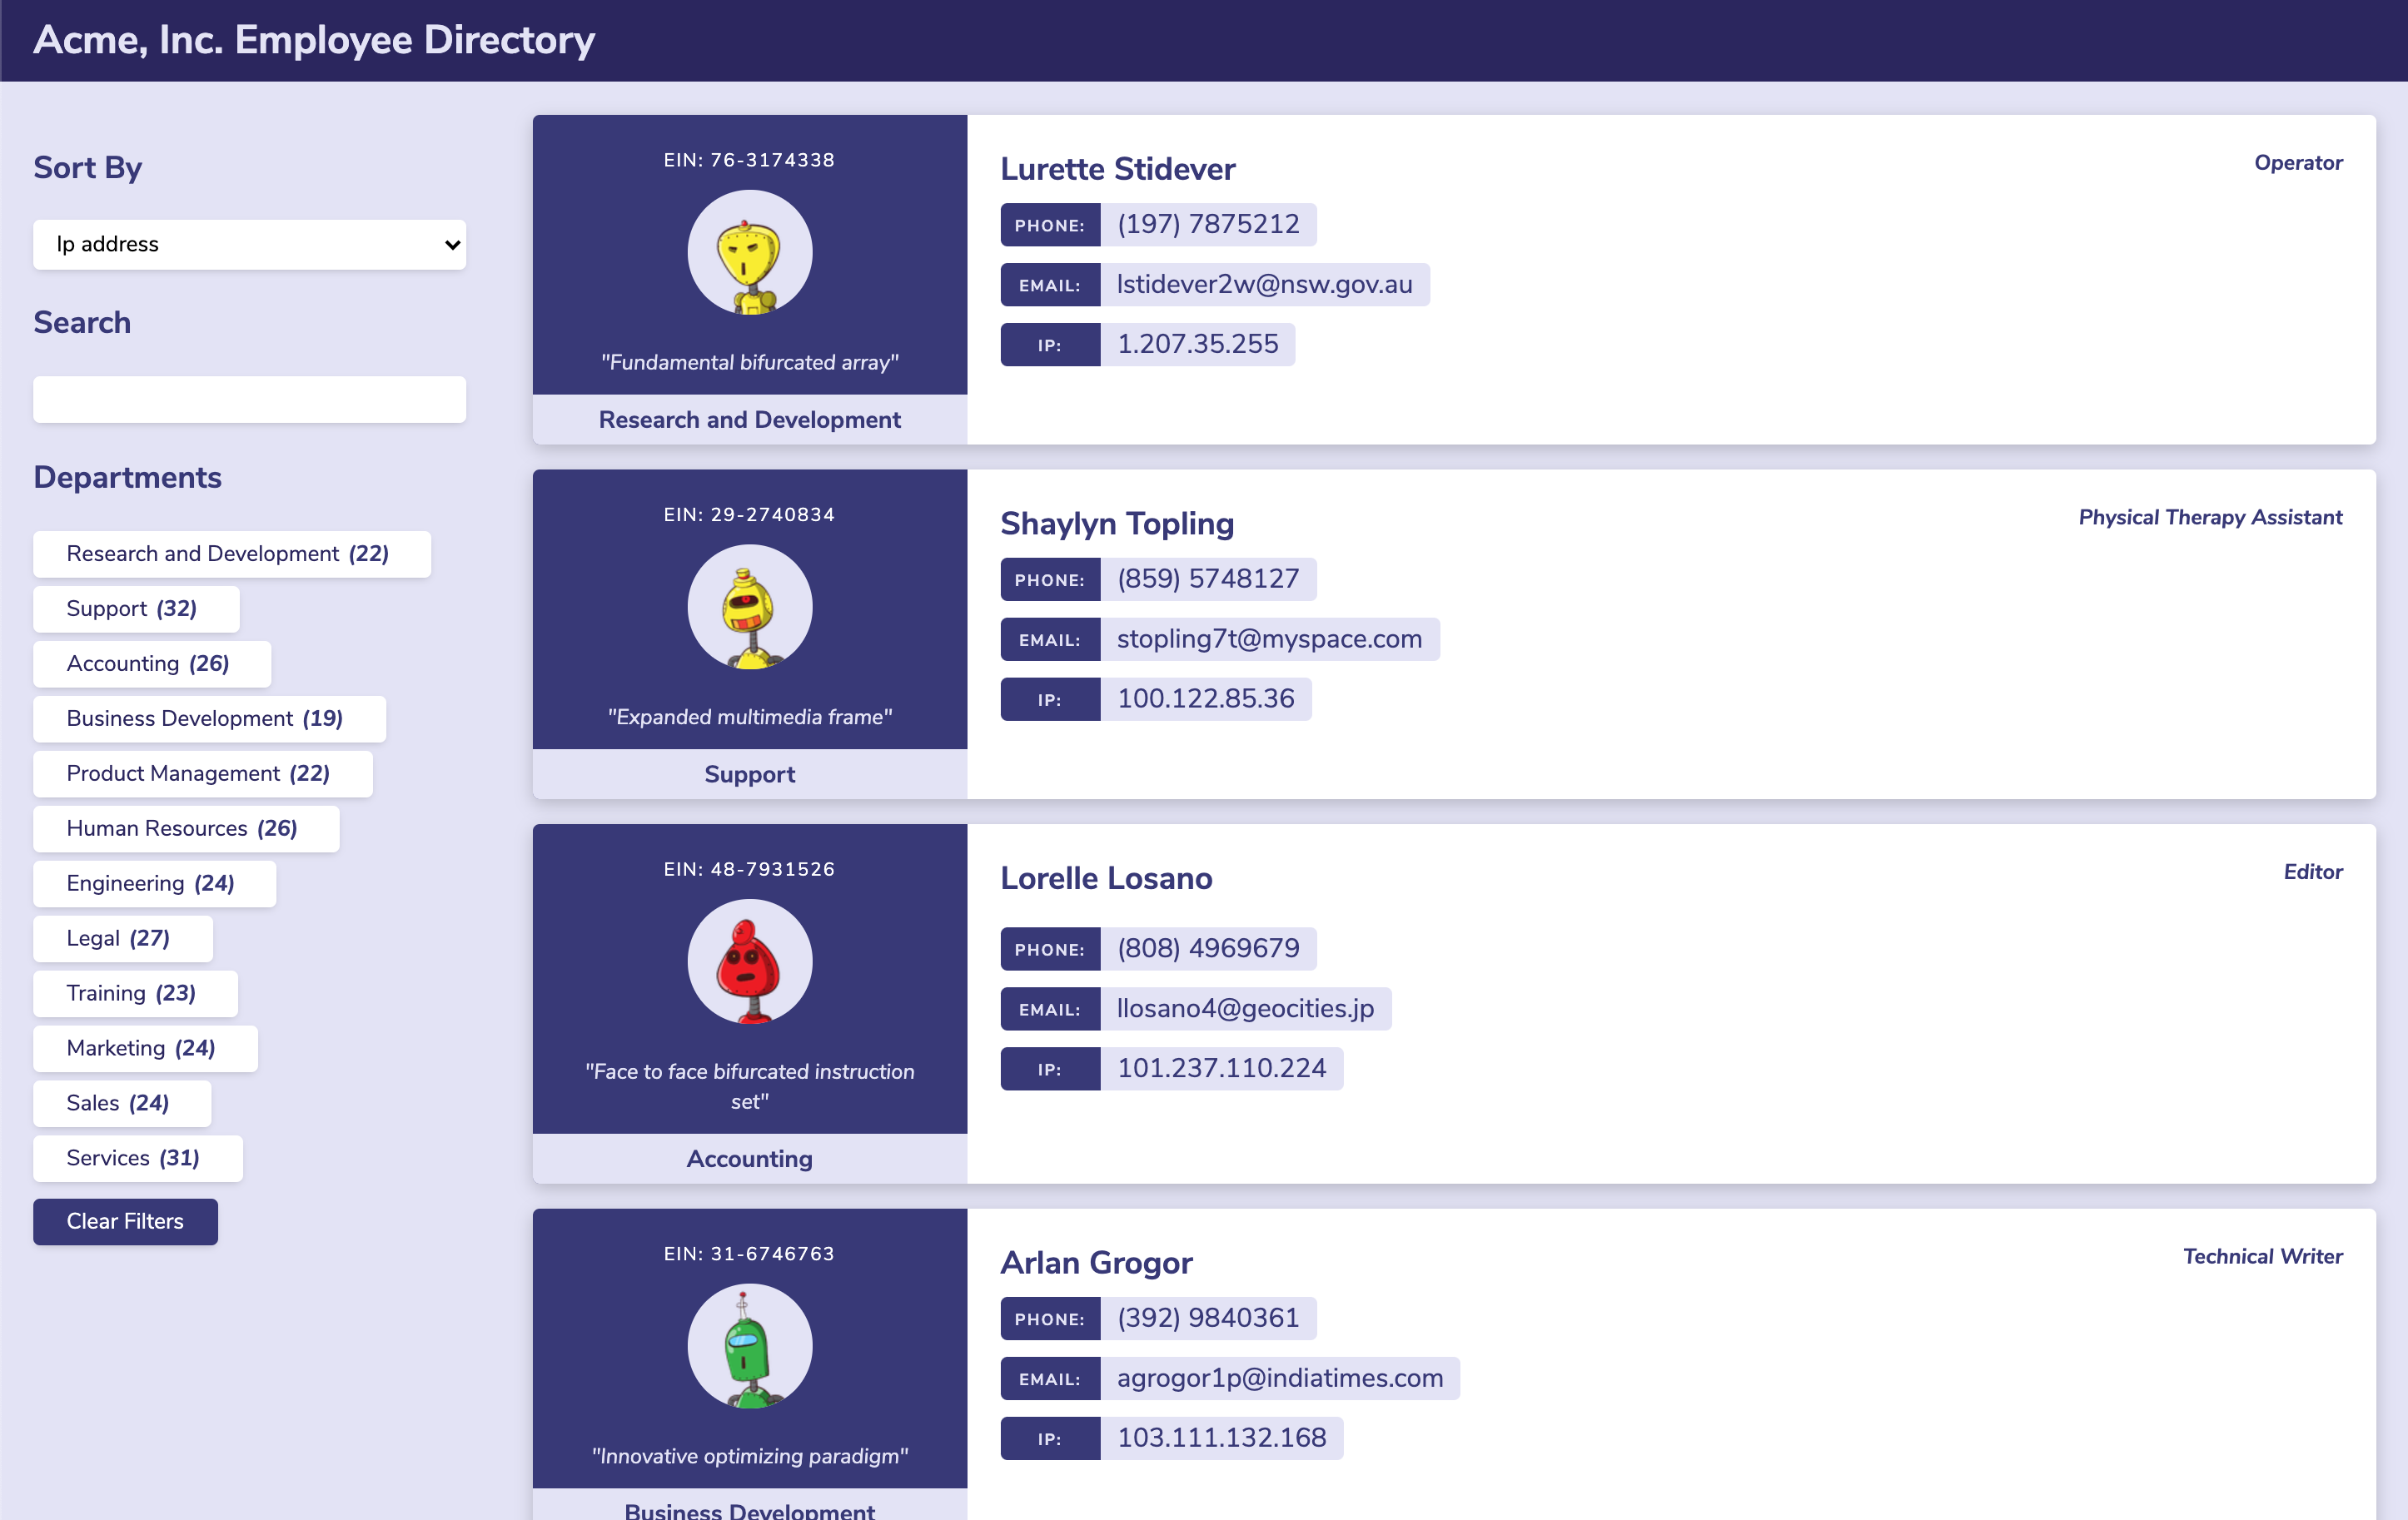 Acme, Inc. Employee Directory
Sort By
Ip address
Search
Departments
Research and Development (22)
Support (32)
Accounting (26)
Business Development (19)
Product Management (22)
Human Resources (26)
Engineering (24)
Legal (27)
Training (23)
Marketing (24)
Sales (24)
Services (31)
Clear Filters
EIN: 76-3174338
"Fundamental bifurcated array"
Research and Development
Lurette Stidever
Operator
PHONE: (197) 7875212
EMAIL: lstidever2w@nsw.gov.au
IP: 1.207.35.255
EIN: 29-2740834
"Expanded multimedia frame"
Support
Shaylyn Topling
Physical Therapy Assistant
PHONE: (859) 5748127
EMAIL: stopling7t@myspace.com
IP: 100.122.85.36
EIN: 48-7931526
"Face to face bifurcated instruction
set"
Accounting
Lorelle Losano
Editor
PHONE: (808) 4969679
EMAIL: llosano4@geocities.jp
IP: 101.237.110.224
EIN: 31-6746763
"Innovative optimizing paradigm"
Business Development
Arlan Grogor
Technical Writer
PHONE: (392) 9840361
EMAIL: agrogor1p@indiatimes.com
IP: 103.111.132.168